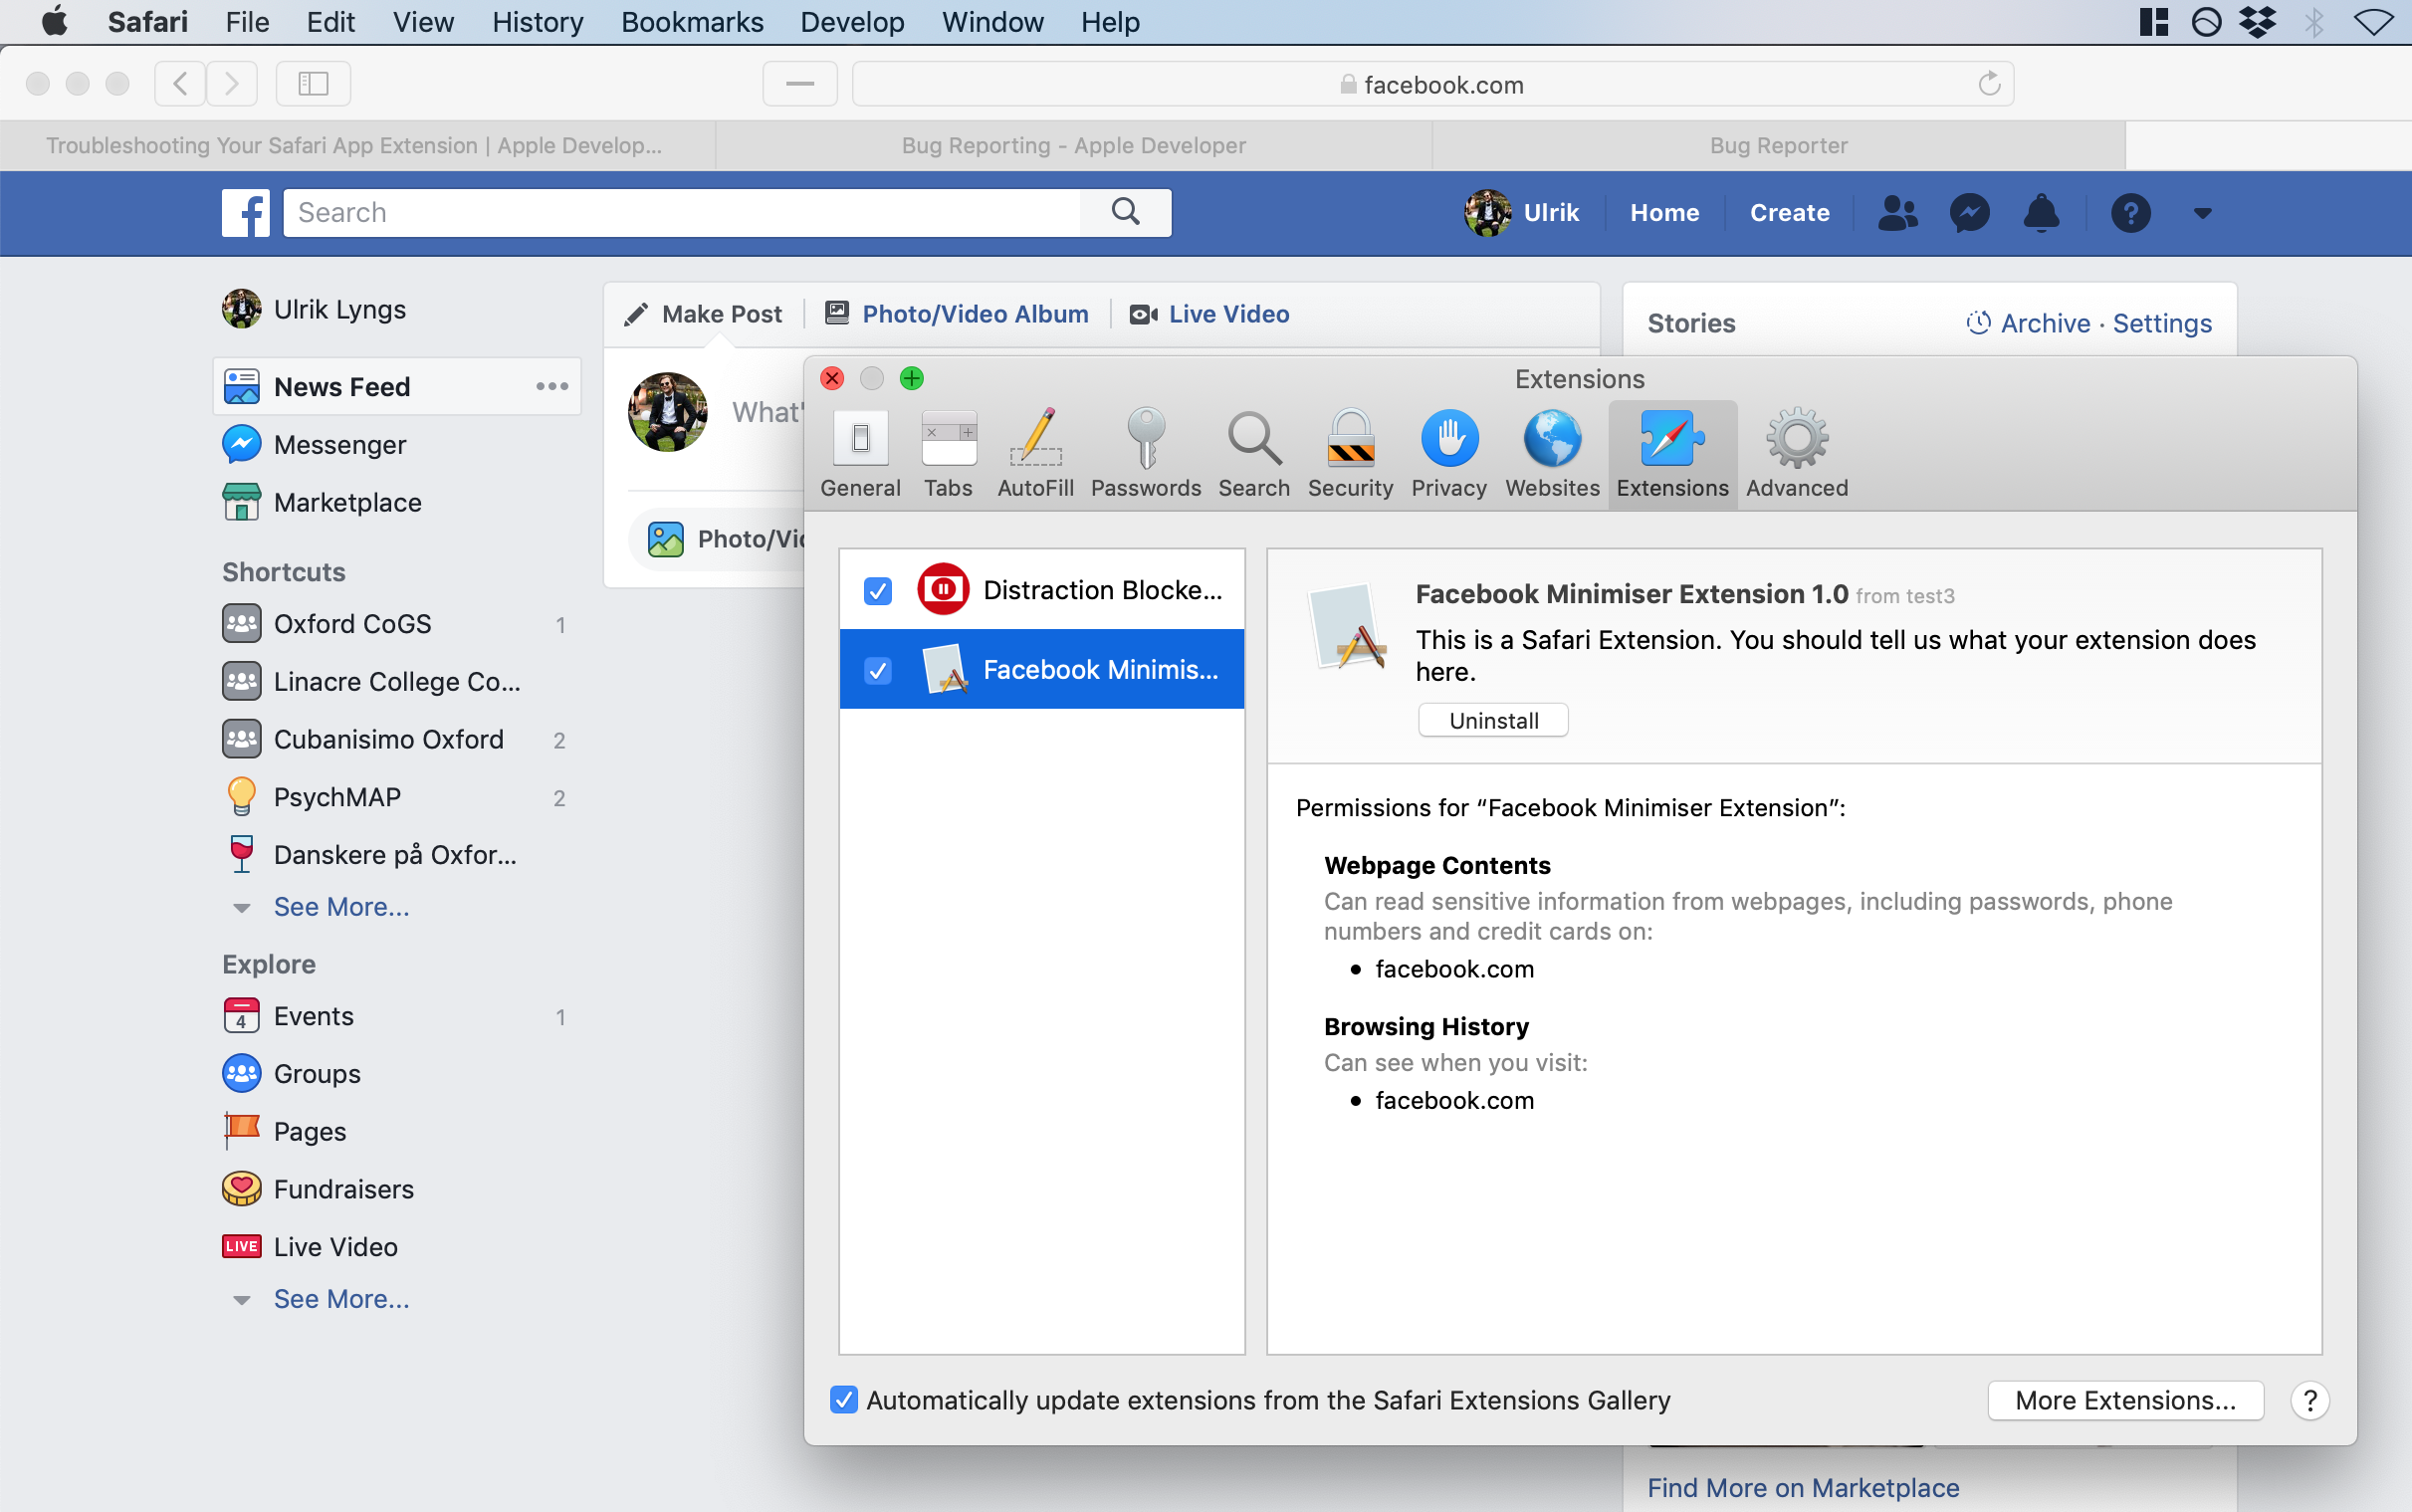 Safari File Edit View History Bookmarks Develop Window Help
facebook.com
Troubleshooting Your Safari App Extension | Apple Develop...
Bug Reporting - Apple Developer
Bug Reporter
Search
Ulrik
Home
Create
Ulrik Lyngs
News Feed
Messenger
Marketplace
Shortcuts
Oxford CoGS 1
Linacre College Co...
Cubanisimo Oxford 2
PsychMAP 2
Danskere på Oxfor...
See More...
Explore
4
Events 1
Groups
Pages
Fundraisers
LIVE Live Video
See More...
Make Post
Photo/Video Album
Live Video
What'
Photo/Vid
Stories
Archive · Settings
Extensions
General Tabs AutoFill Passwords Search Security Privacy Websites Extensions Advanced
Distraction Blocke...
Facebook Minimis...
Facebook Minimiser Extension 1.0 from test3
This is a Safari Extension. You should tell us what your extension does
here.
Uninstall
Permissions for “Facebook Minimiser Extension”:
Webpage Contents
Can read sensitive information from webpages, including passwords, phone
numbers and credit cards on:
• facebook.com
Browsing History
Can see when you visit:
• facebook.com
Automatically update extensions from the Safari Extensions Gallery
More Extensions...
?
Find More on Marketplace